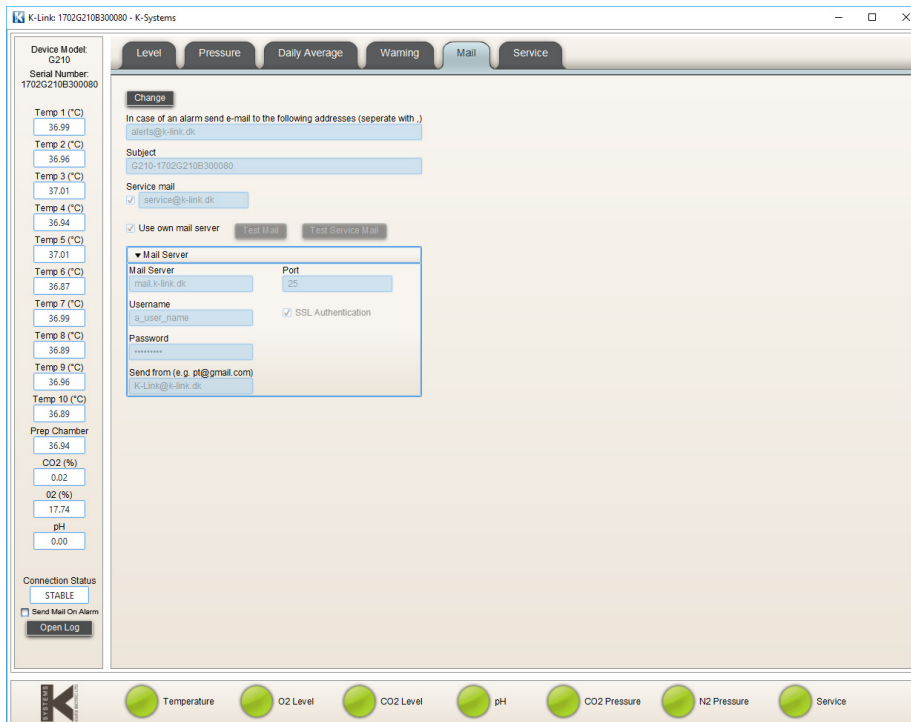 K-Link: 1702G210B300080 - K-Systems
Device Model:
G210
Serial Number:
1702G210B300080
Temp 1 (°C)
36.99
Temp 2 (°C)
36.96
Temp 3 (°C)
37.01
Temp 4 (°C)
36.94
Temp 5 (°C)
37.01
Temp 6 (°C)
36.87
Temp 7 (°C)
36.99
Temp 8 (°C)
36.89
Temp 9 (°C)
36.96
Temp 10 (°C)
36.89
Prep Chamber
36.94
CO2 (%)
0.02
02 (%)
17.74
pH
0.00
Connection Status
STABLE
Send Mail On Alarm
Open Log
Level Pressure Daily Average Warning Mail Service
Change
In case of an alarm send e-mail to the following addresses (seperate with ,)
alerts@k-link.dk
Subject
G210-1702G210B300080
Service mail
service@k-link.dk
Use own mail server Test Mail Test Service Mail
Mail Server
Mail Server Port
mail.k-link.dk 25
Username
a_user_name SSL Authentication
Password
•••••••••
Send from (e.g. pt@gmail.com)
K-Link@k-link.dk
SYSTEMS
K
Temperature O2 Level CO2 Level pH CO2 Pressure N2 Pressure Service